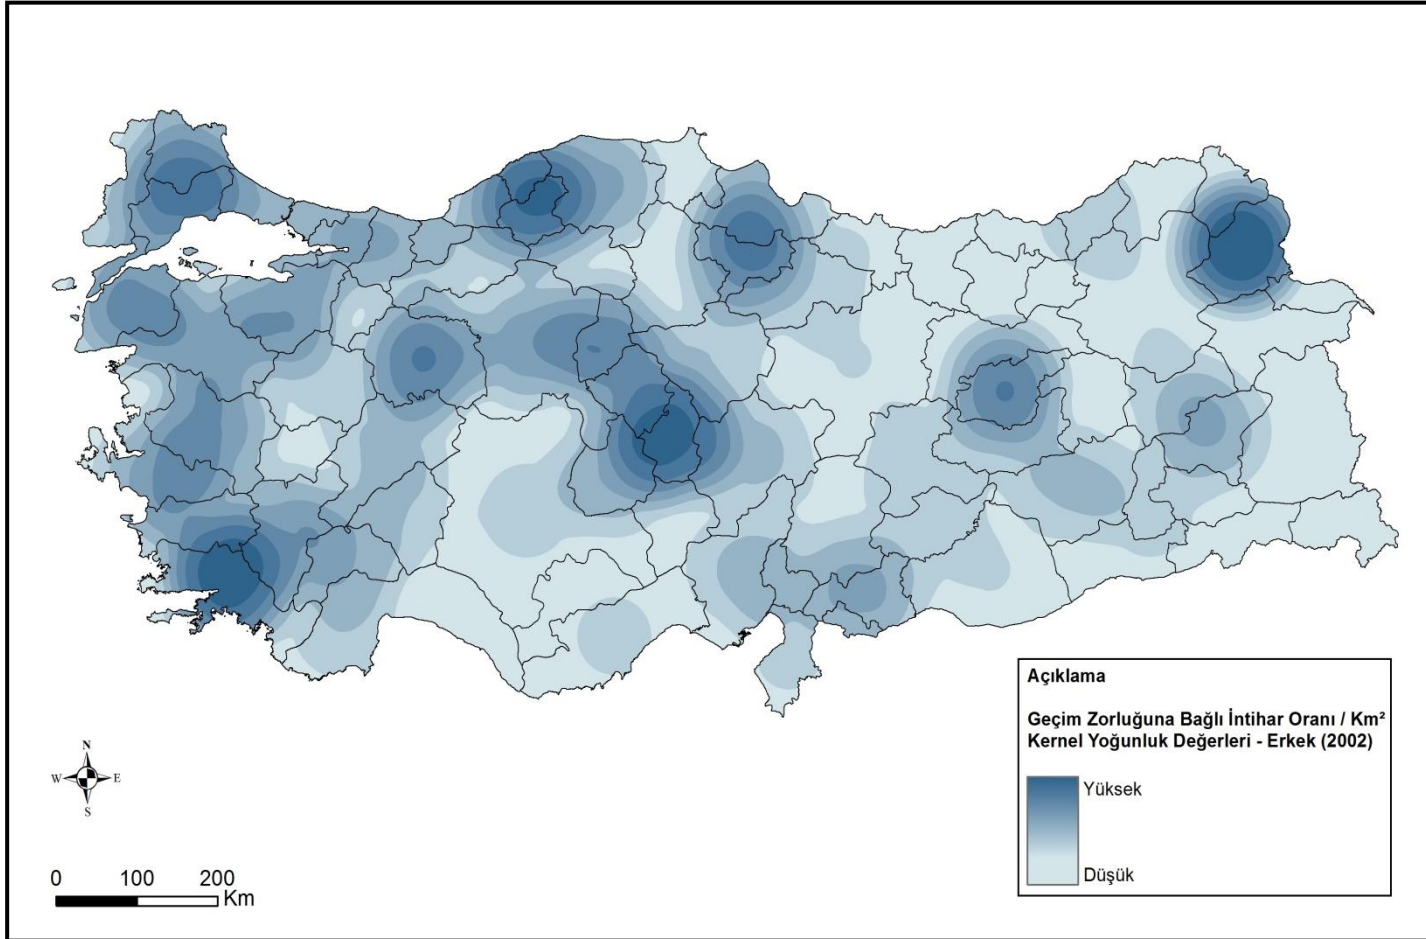 Açıklama
Geçim Zorluğuna Bağlı İntihar Oranı / Km²
Kernel Yoğunluk Değerleri - Erkek (2002)
Yüksek
Düşük
N
W E
S
0 100 200
Km